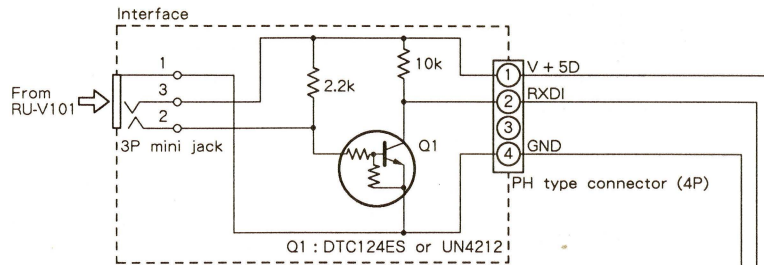 Interface
From
RU-V101
1
3
2
3P mini jack
2.2k
10k
Q1
1
2
3
4
V + 5D
RXDI
GND
PH type connector (4P)
Q1 : DTC124ES or UN4212